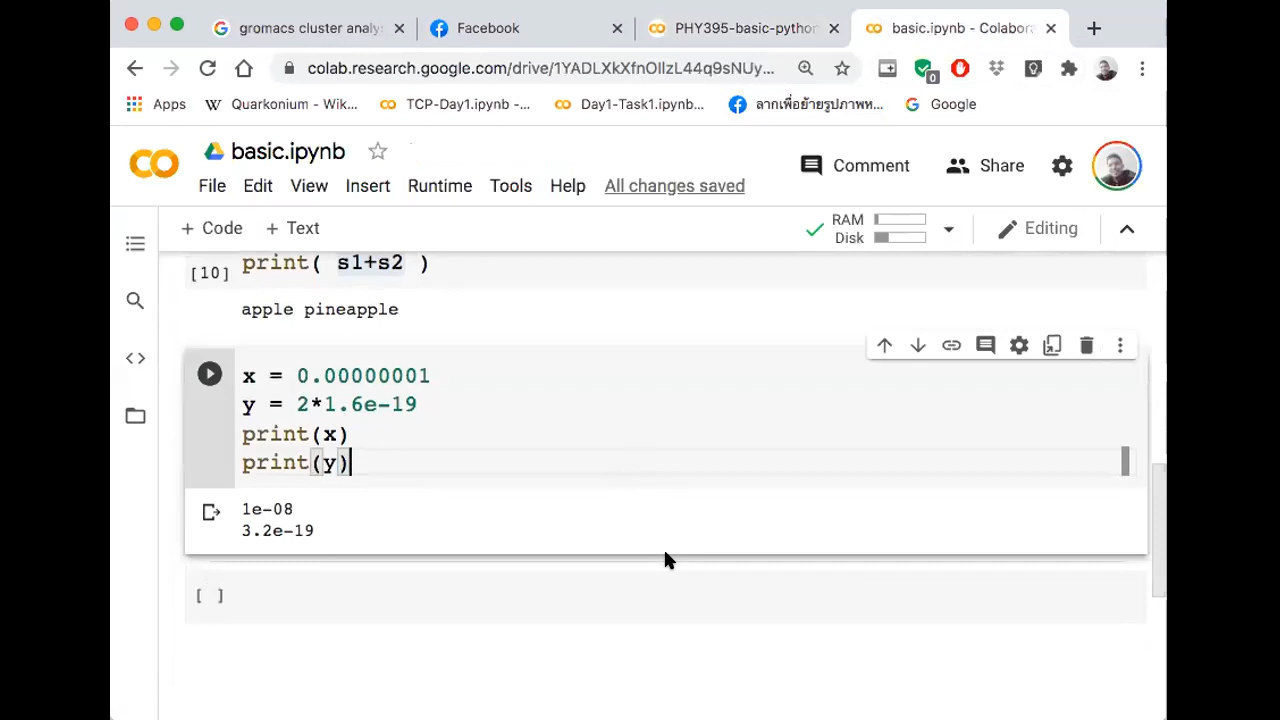 gromacs cluster analy
Facebook
PHY395-basic-python
basic.ipynb - Colabora
colab.research.google.com/drive/1YADLXkXfnOIlzL44q9sNUy...
0
Apps
Quarkonium - Wik...
TCP-Day1.ipynb -...
Day1-Task1.ipynb...
ลากเพื่อย้ายรูปภาพห...
Google
basic.ipynb
Comment
Share
File Edit View Insert Runtime Tools Help All changes saved
+ Code + Text
RAM
Disk
Editing
[10] print( s1+s2 )
apple pineapple
x = 0.00000001
y = 2*1.6e-19
print(x)
print(y)
1e-08
3.2e-19
[ ]